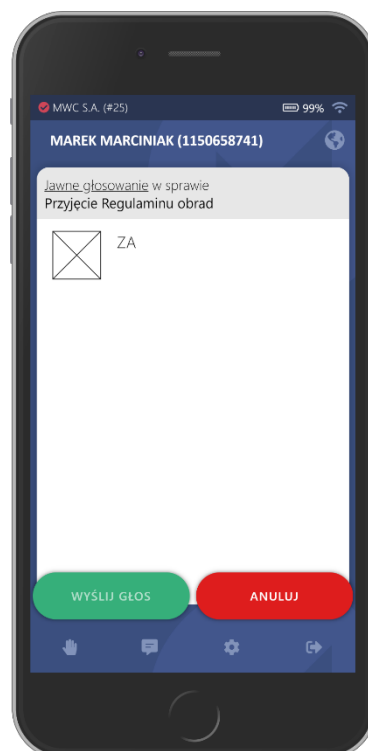 MWC S.A. (#25) 99%
MAREK MARCINIAK (1150658741)
Jawne głosowanie w sprawie
Przyjęcie Regulaminu obrad
ZA
WYŚLIJ GŁOS ANULUJ